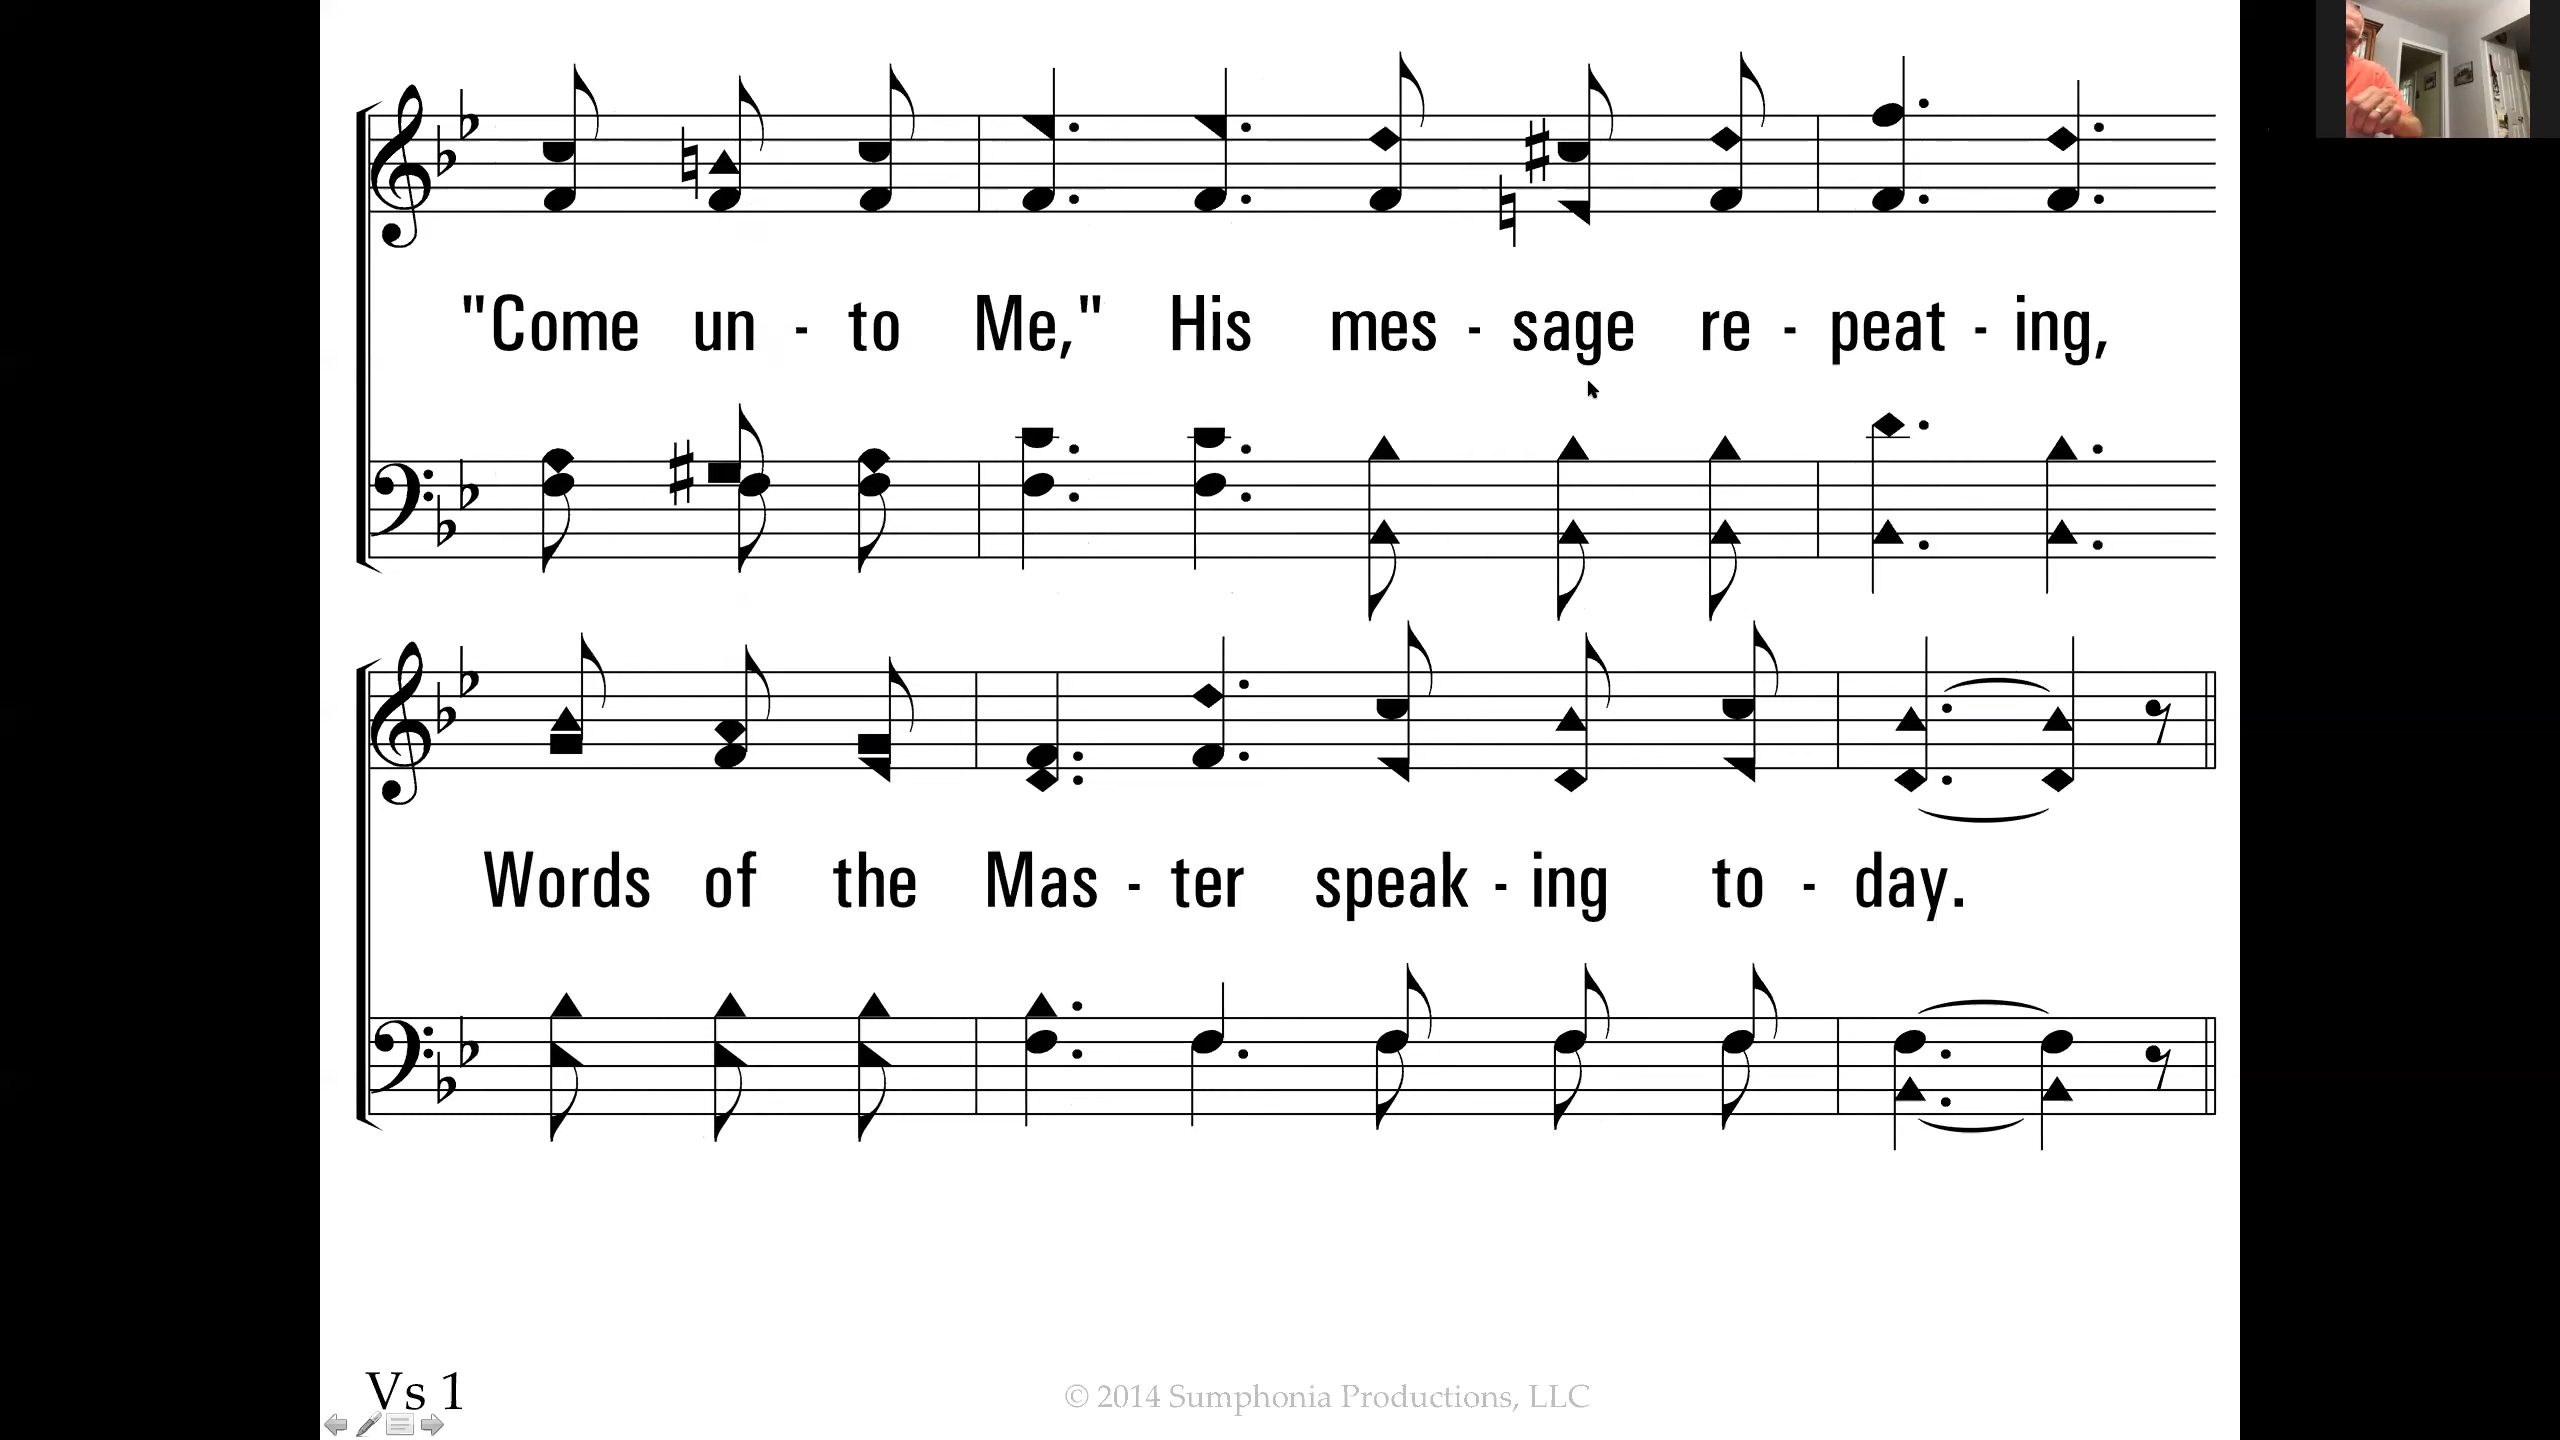 "Come un - to Me," His mes - sage re - peat - ing,
Words of the Mas - ter speak - ing to - day.
Vs 1
© 2014 Sumphonia Productions, LLC